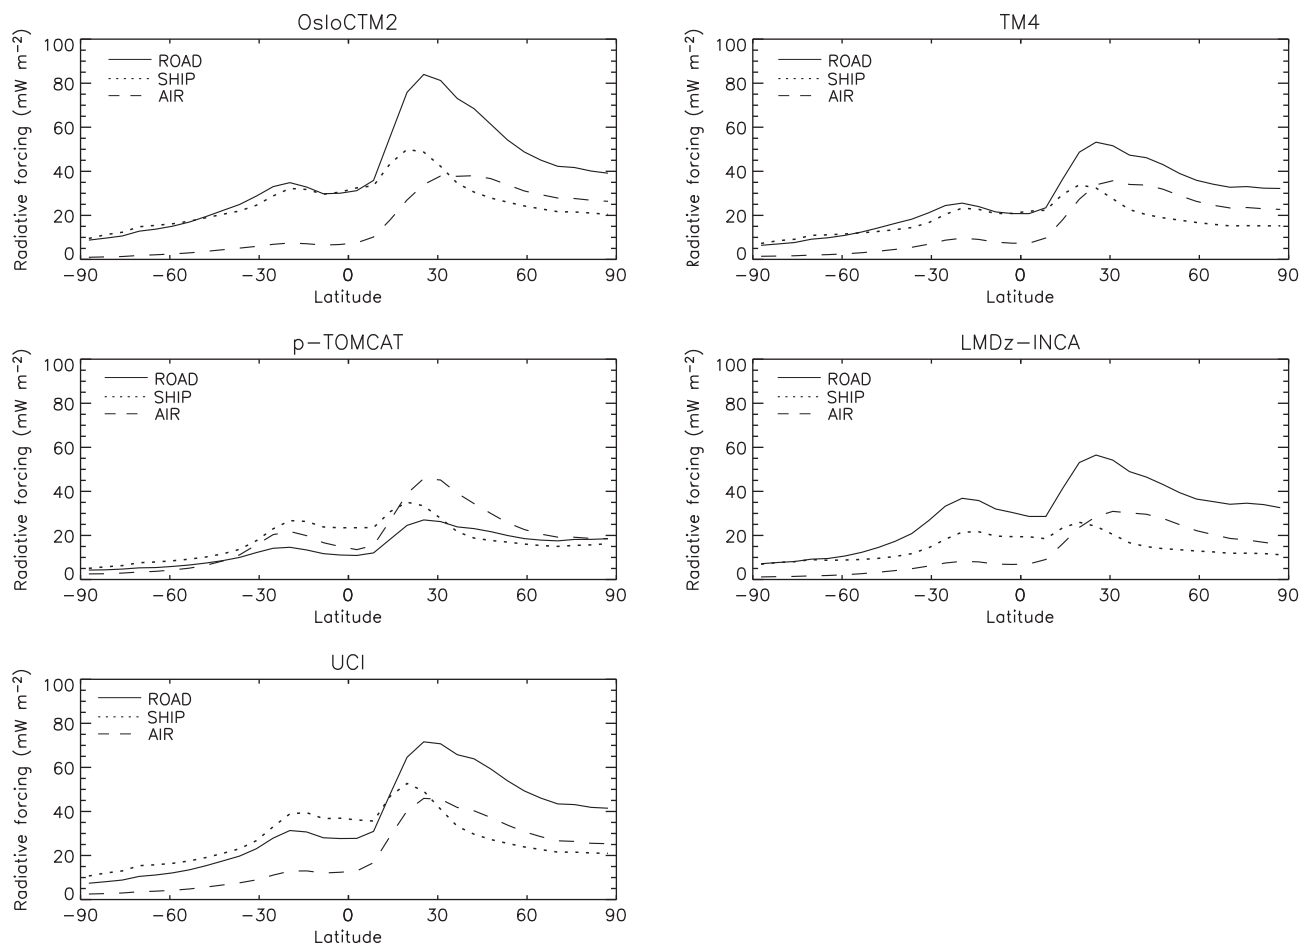 OsloCTM2
Radiative forcing (mW m−2)
100
80
60
40
20
0
ROAD
SHIP
AIR
−90 −60 −30 0 30 60 90
Latitude
TM4
Radiative forcing (mW m−2)
100
80
60
40
20
0
ROAD
SHIP
AIR
−90 −60 −30 0 30 60 90
Latitude
p−TOMCAT
Radiative forcing (mW m−2)
100
80
60
40
20
0
ROAD
SHIP
AIR
−90 −60 −30 0 30 60 90
Latitude
LMDz−INCA
Radiative forcing (mW m−2)
100
80
60
40
20
0
ROAD
SHIP
AIR
−90 −60 −30 0 30 60 90
Latitude
UCI
Radiative forcing (mW m−2)
100
80
60
40
20
0
ROAD
SHIP
AIR
−90 −60 −30 0 30 60 90
Latitude